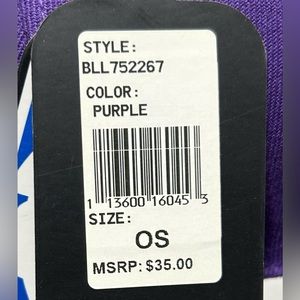 STYLE:
BLL752267
COLOR:
PURPLE
1 13600 16045 3
SIZE:
OS
MSRP: $35.00